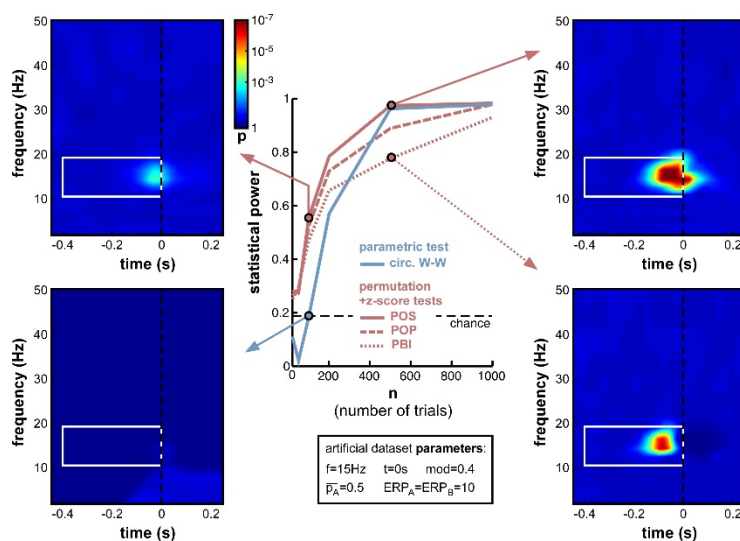 50
40
30
20
10
frequency (Hz)
-0.4 -0.2 0 0.2
time (s)
10-7
10-5
10-3
1
p
50
40
30
20
10
frequency (Hz)
-0.4 -0.2 0 0.2
time (s)
1
0.8
0.6
0.4
0.2
0
statistical power
parametric test
circ. W-W
permutation
+z-score tests
POS
POP
PBI
chance
0 200 400 600 800 1000
n
(number of trials)
50
40
30
20
10
frequency (Hz)
-0.4 -0.2 0 0.2
time (s)
artificial dataset parameters:
f=15Hz t=0s mod=0.4
p̅A=0.5 ERPA=ERPB=10
50
40
30
20
10
frequency (Hz)
-0.4 -0.2 0 0.2
time (s)